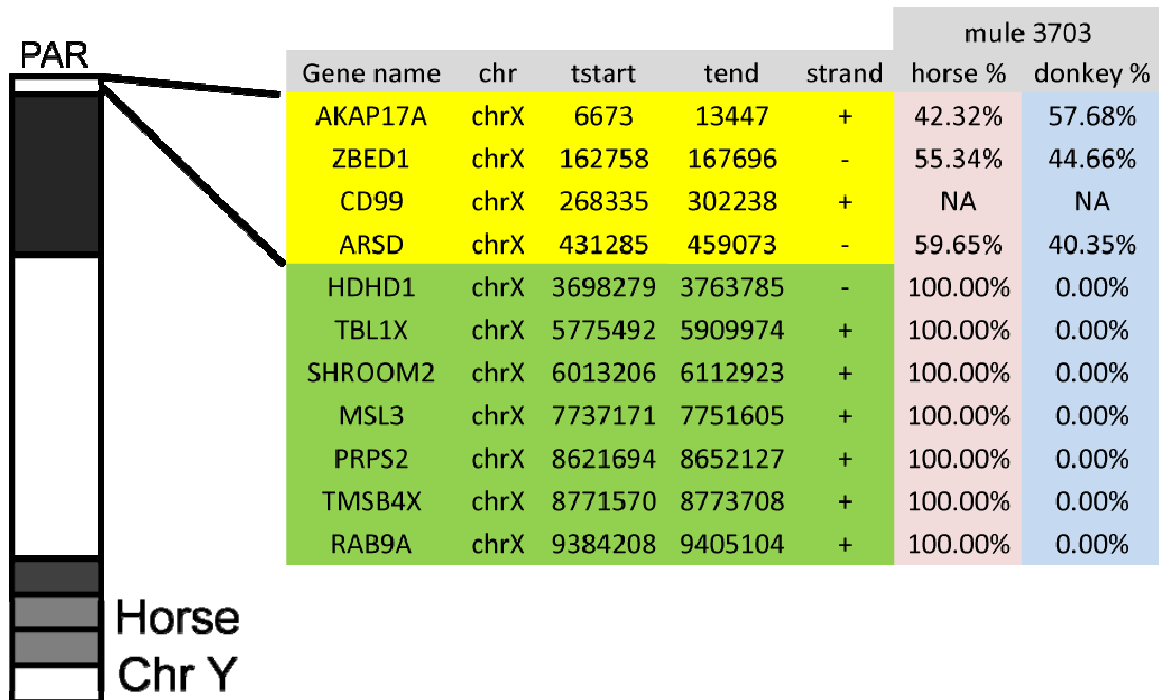 PAR
mule 3703
Gene name chr tstart tend strand horse % donkey %
AKAP17A chrX 6673 13447 + 42.32% 57.68%
ZBED1 chrX 162758 167696 - 55.34% 44.66%
CD99 chrX 268335 302238 + NA NA
ARSD chrX 431285 459073 - 59.65% 40.35%
HDHD1 chrX 3698279 3763785 - 100.00% 0.00%
TBL1X chrX 5775492 5909974 + 100.00% 0.00%
SHROOM2 chrX 6013206 6112923 + 100.00% 0.00%
MSL3 chrX 7737171 7751605 + 100.00% 0.00%
PRPS2 chrX 8621694 8652127 + 100.00% 0.00%
TMSB4X chrX 8771570 8773708 + 100.00% 0.00%
RAB9A chrX 9384208 9405104 + 100.00% 0.00%
Horse
Chr Y